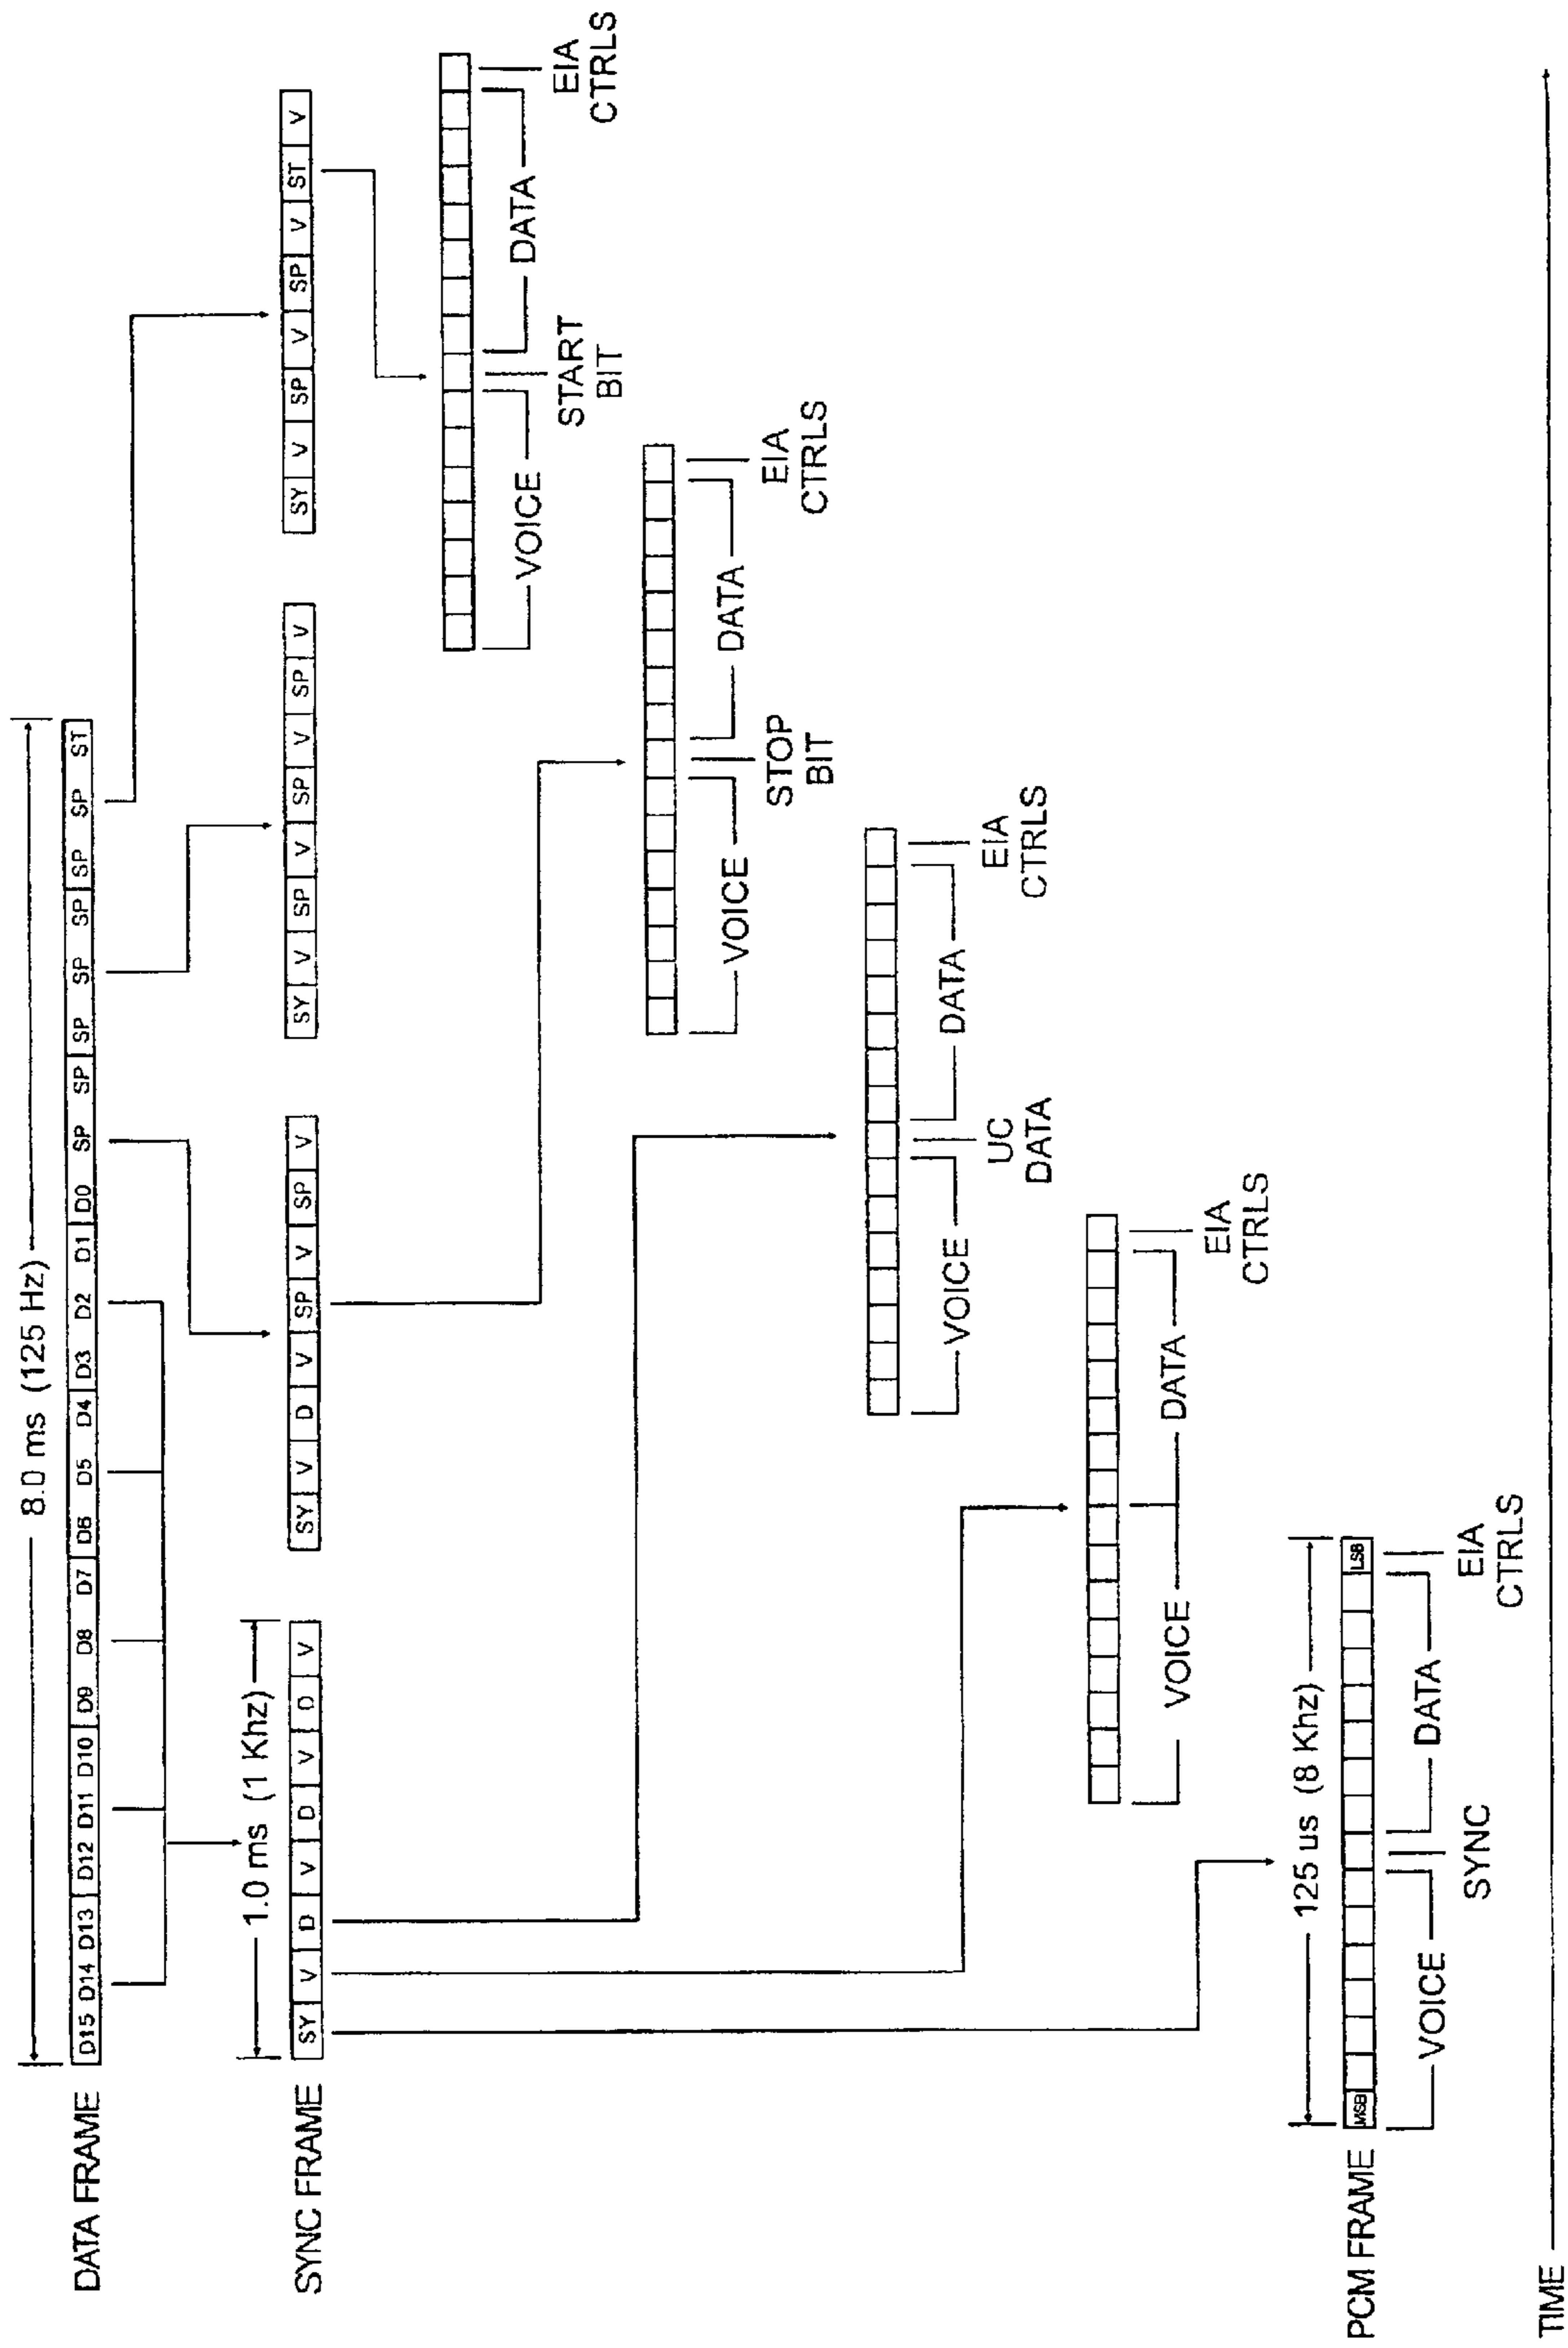 8.0 ms (125 Hz)
DATA FRAME D15 D14 D13 D12 D11 D10 D9 D8 D7 D6 D5 D4 D3 D2 D1 D0 SP SP SP SP SP SP SP ST
1.0 ms (1 Khz)
SYNC FRAME SY V D V D V D V
SY V D V SP V SP V
SY V SP V SP V SP V
SY V SP V SP V ST V
VOICE START BIT DATA EIA CTRLS
VOICE STOP BIT DATA EIA CTRLS
VOICE UC DATA DATA EIA CTRLS
VOICE DATA EIA CTRLS
125 us (8 Khz)
PCM FRAME MSB LSB
VOICE SYNC DATA EIA CTRLS
TIME